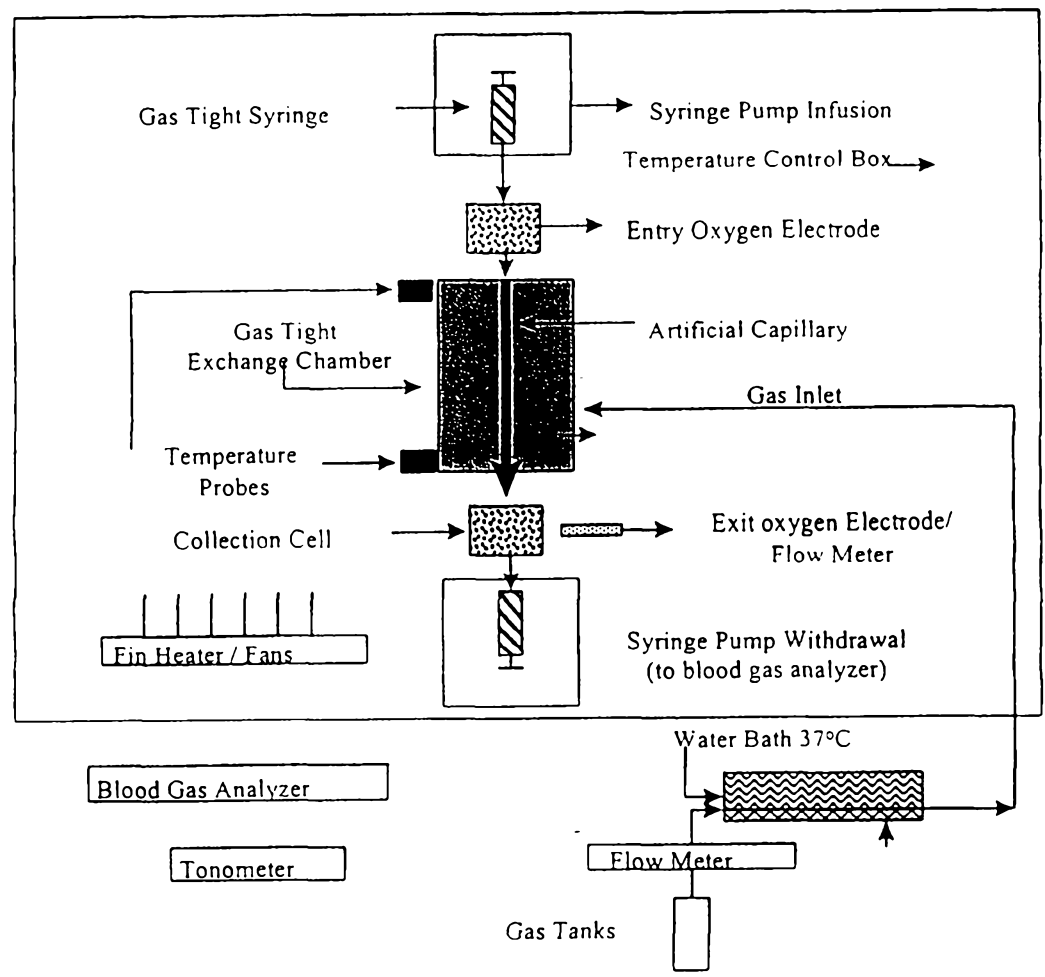 Gas Tight Syringe
Syringe Pump Infusion
Temperature Control Box
Entry Oxygen Electrode
Gas Tight
Exchange Chamber
Artificial Capillary
Gas Inlet
Temperature
Probes
Collection Cell
Exit oxygen Electrode/
Flow Meter
Fin Heater / Fans
Syringe Pump Withdrawal
(to blood gas analyzer)
Water Bath 37°C
Blood Gas Analyzer
Flow Meter
Tonometer
Gas Tanks